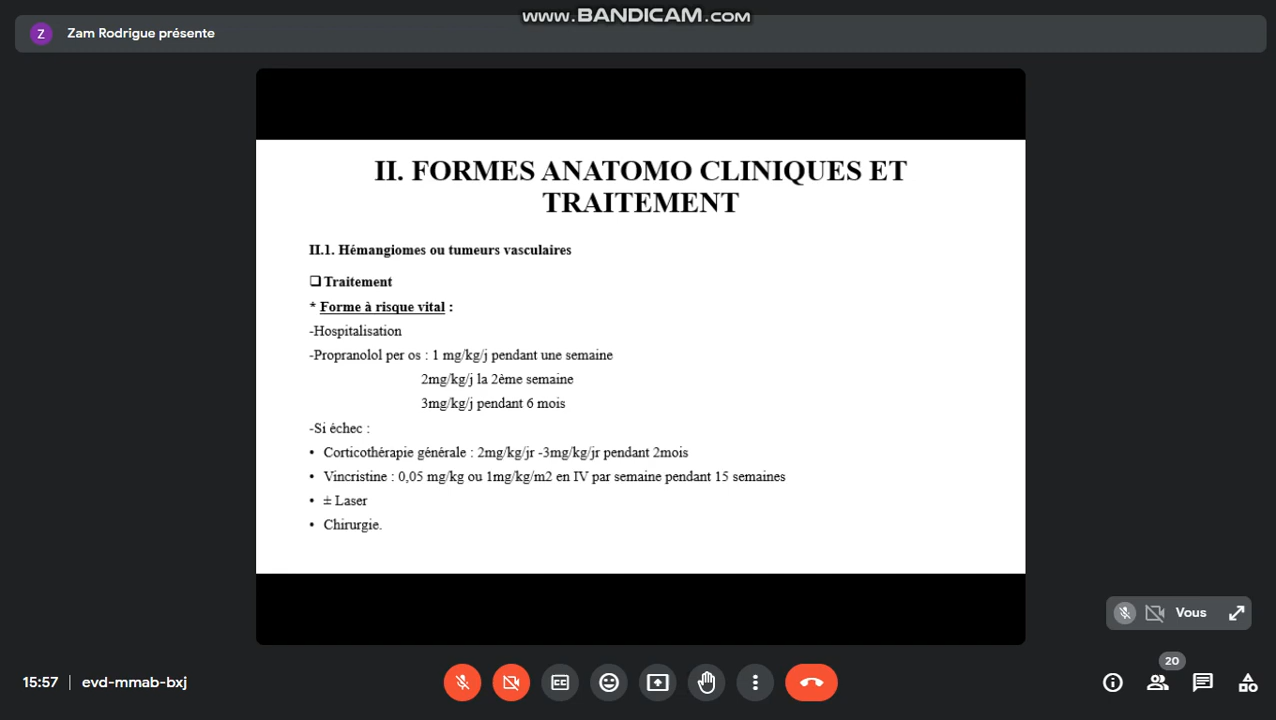 www.BANDICAM.com
Z
Zam Rodrigue présente
II. FORMES ANATOMO CLINIQUES ET
TRAITEMENT
II.1. Hémangiomes ou tumeurs vasculaires
❑ Traitement
* Forme à risque vital :
-Hospitalisation
-Propranolol per os : 1 mg/kg/j pendant une semaine
2mg/kg/j la 2ème semaine
3mg/kg/j pendant 6 mois
-Si échec :
• Corticothérapie générale : 2mg/kg/jr -3mg/kg/jr pendant 2mois
• Vincristine : 0,05 mg/kg ou 1mg/kg/m2 en IV par semaine pendant 15 semaines
• ± Laser
• Chirurgie.
Vous
20
15:57 | evd-mmab-bxj
CC